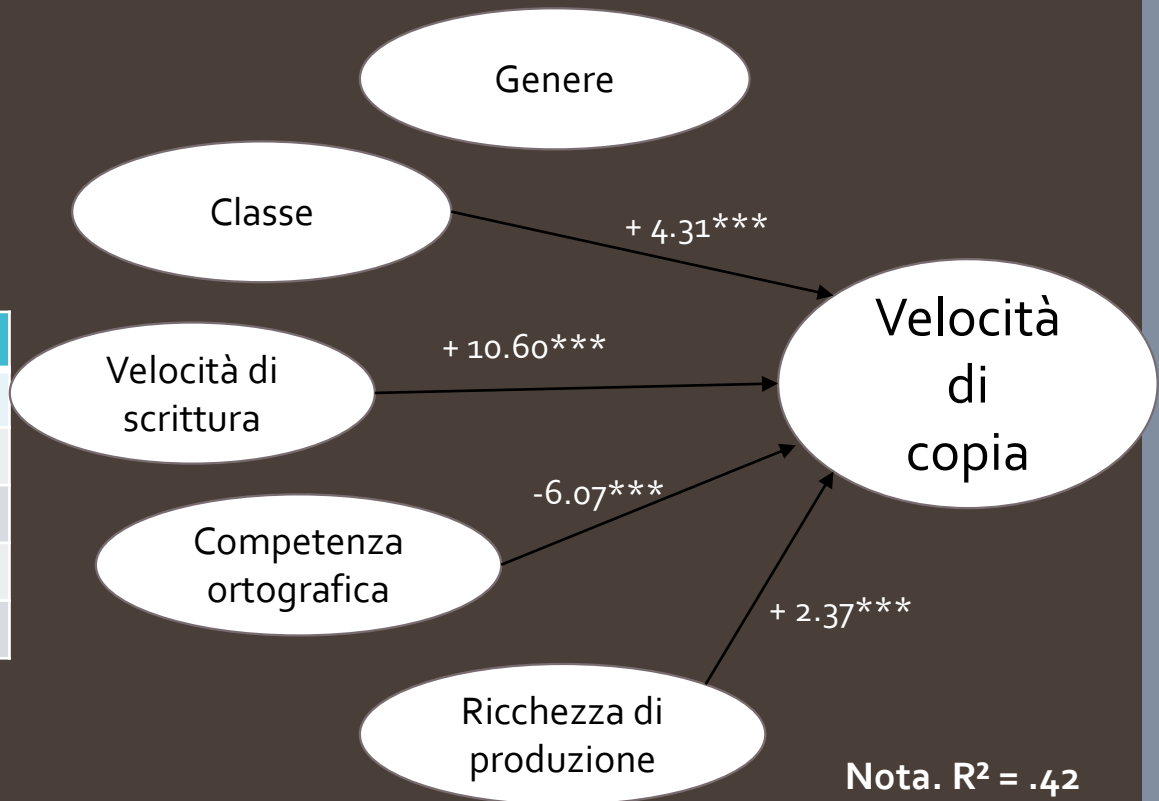 Genere
Classe
+ 4.31***
Velocità di
scrittura
+ 10.60***
Velocità
di
copia
-6.07***
Competenza
ortografica
+ 2.37***
Ricchezza di
produzione
Nota. R² = .42